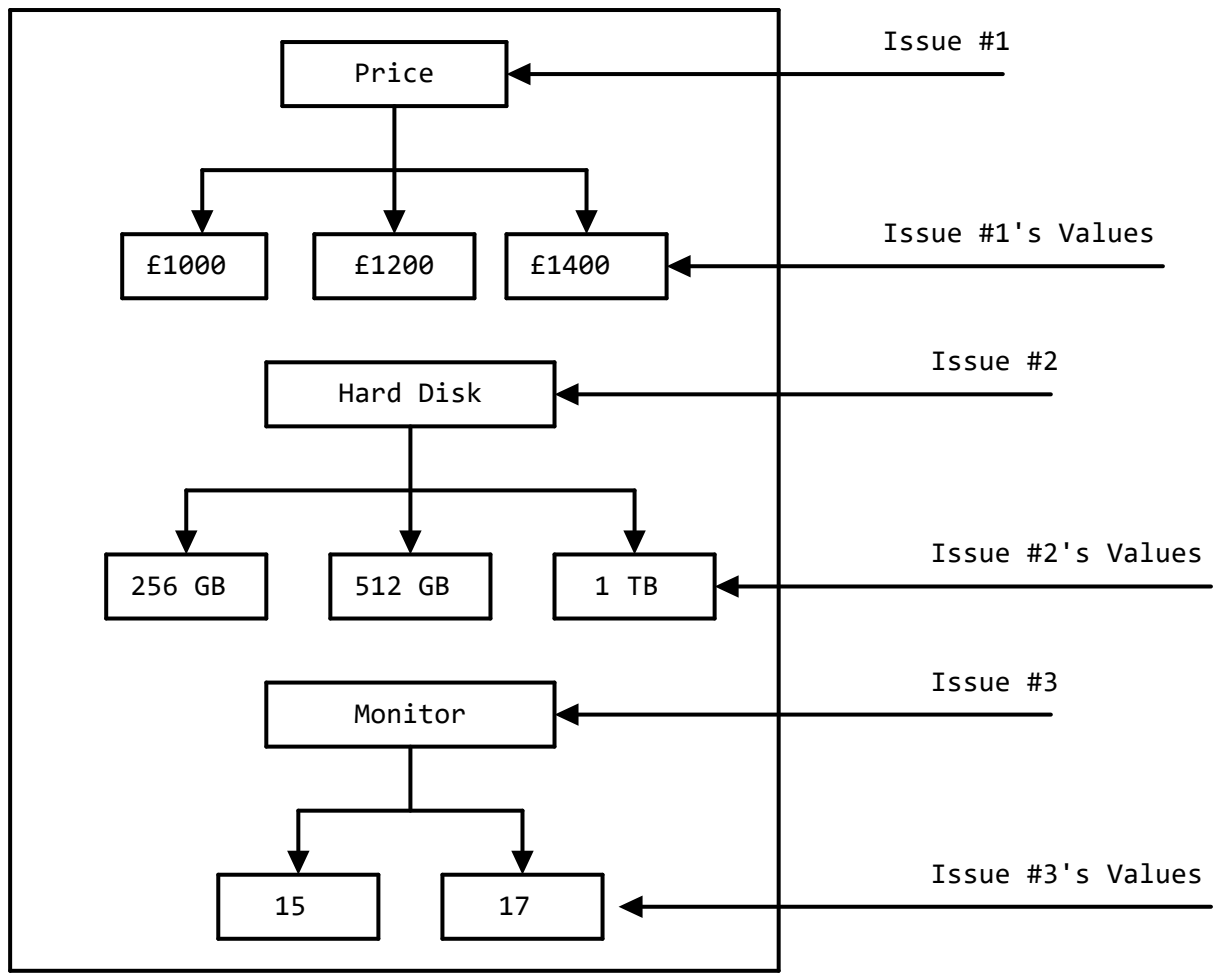 Issue #1
Price
Issue #1's Values
£1000 £1200 £1400
Issue #2
Hard Disk
Issue #2's Values
256 GB 512 GB 1 TB
Issue #3
Monitor
Issue #3's Values
15 17